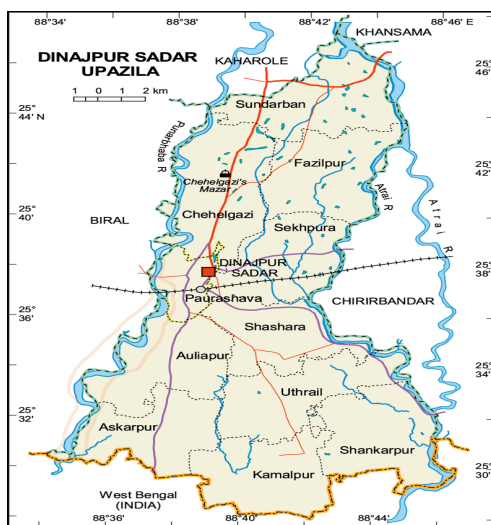 88°34' 88°38' 88°42' 88°46' E
KHANSAMA
DINAJPUR SADAR
UPAZILA
KAHAROLE
1 0 1 2 km
25°
46'
Sundarban
25°
44' N
Punarbhaba R
Fazilpur
25°
42'
Chehelgazi's
Mazar
Atrai R
Atrai R
25°
40'
Chehelgazi
BIRAL
Sekhpura
DINAJPUR
SADAR
25°
38'
Paurashava
CHIRIRBANDAR
25°
36'
Shashara
Auliapur
25°
34'
Uthrail
25°
32'
Askarpur
Shankarpur
Kamalpur
25°
30'
West Bengal
(INDIA)
88°36' 88°40' 88°44'